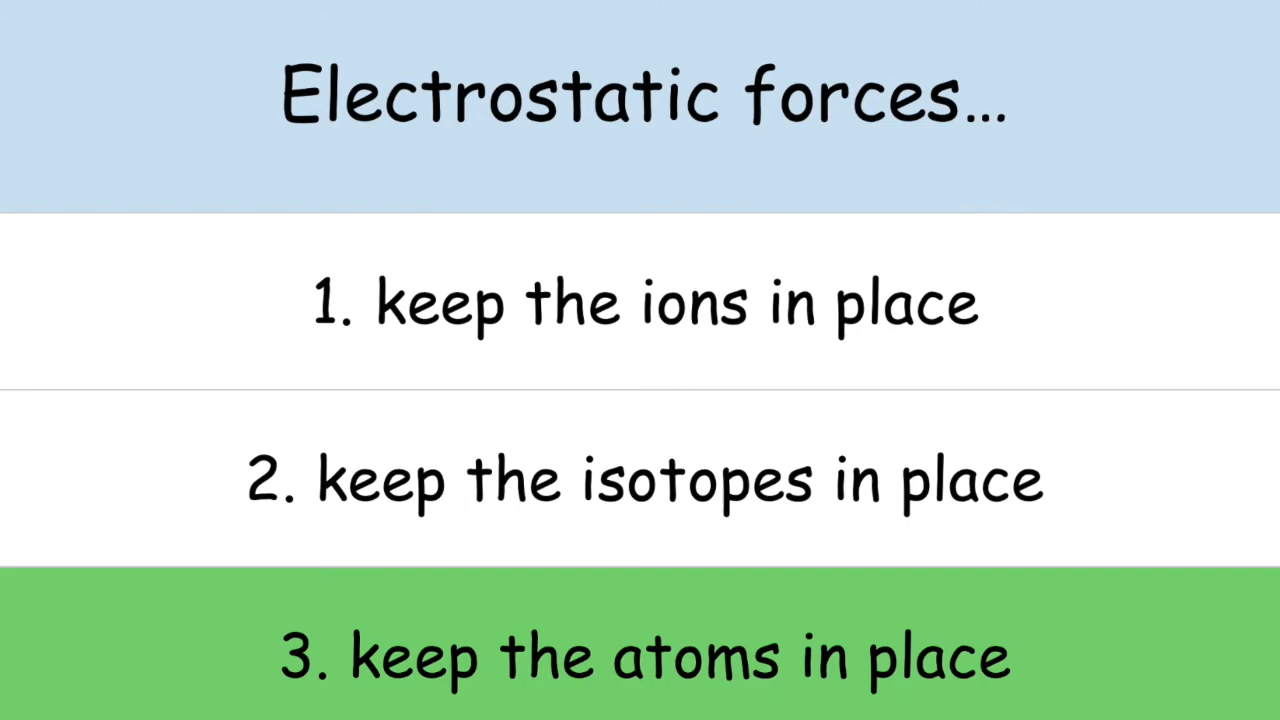 Electrostatic forces...
1. keep the ions in place
2. keep the isotopes in place
3. keep the atoms in place